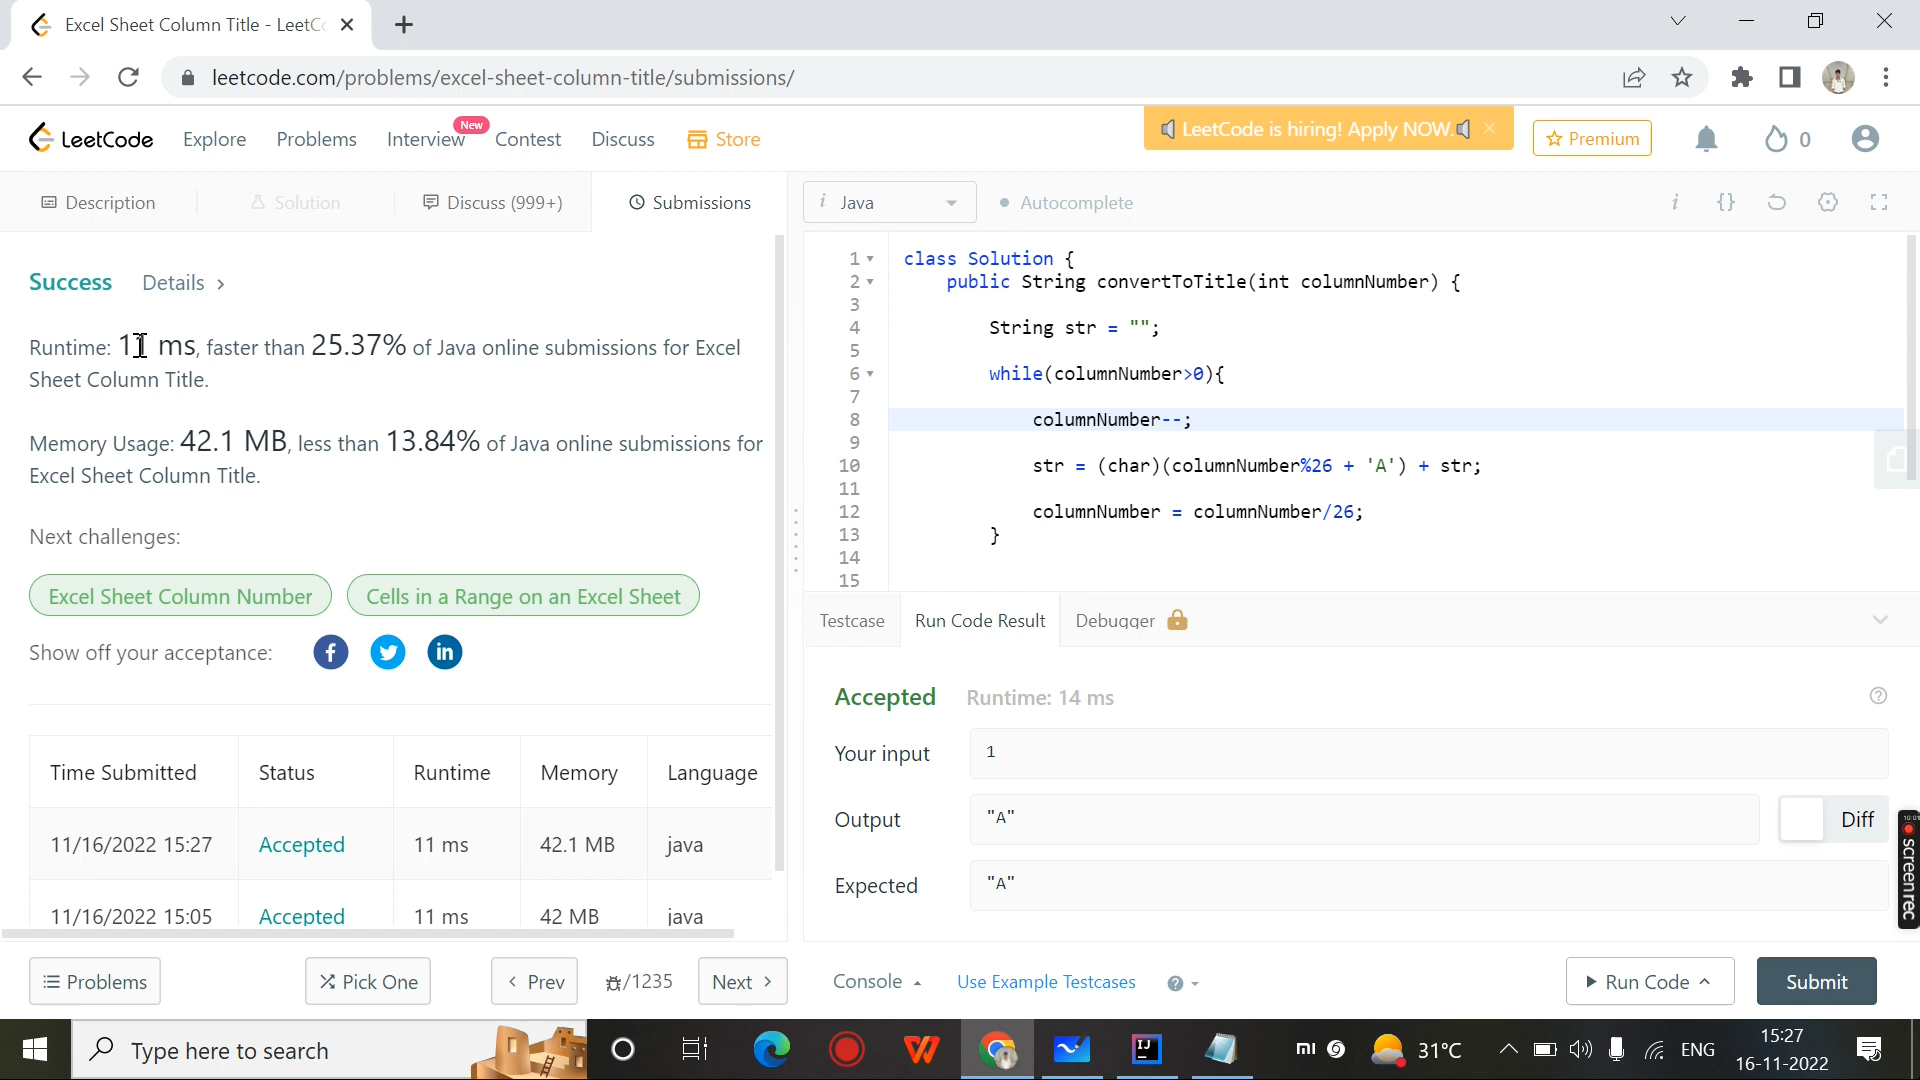 Excel Sheet Column Title - LeetCo
leetcode.com/problems/excel-sheet-column-title/submissions/
LeetCode
Explore
Problems
Interview
New
Contest
Discuss
Store
LeetCode is hiring! Apply NOW.
Premium
0
Description
Solution
Discuss (999+)
Submissions
i Java
Autocomplete
Success
Details
Runtime: 11 ms, faster than 25.37% of Java online submissions for Excel
Sheet Column Title.
Memory Usage: 42.1 MB, less than 13.84% of Java online submissions for
Excel Sheet Column Title.
Next challenges:
Excel Sheet Column Number
Cells in a Range on an Excel Sheet
Show off your acceptance:
Time Submitted Status Runtime Memory Language
11/16/2022 15:27 Accepted 11 ms 42.1 MB java
11/16/2022 15:05 Accepted 11 ms 42 MB java
Problems
Pick One
Prev
/1235
Next
1 class Solution {
2 public String convertToTitle(int columnNumber) {
3
4 String str = "";
5
6 while(columnNumber>0){
7
8 columnNumber--;
9
10 str = (char)(columnNumber%26 + 'A') + str;
11
12 columnNumber = columnNumber/26;
13 }
14
15
Testcase
Run Code Result
Debugger
Accepted
Runtime: 14 ms
Your input
1
Output
"A"
Diff
Expected
"A"
Console
Use Example Testcases
Run Code
Submit
10:01
screenrec
Type here to search
31°C
ENG
15:27
16-11-2022